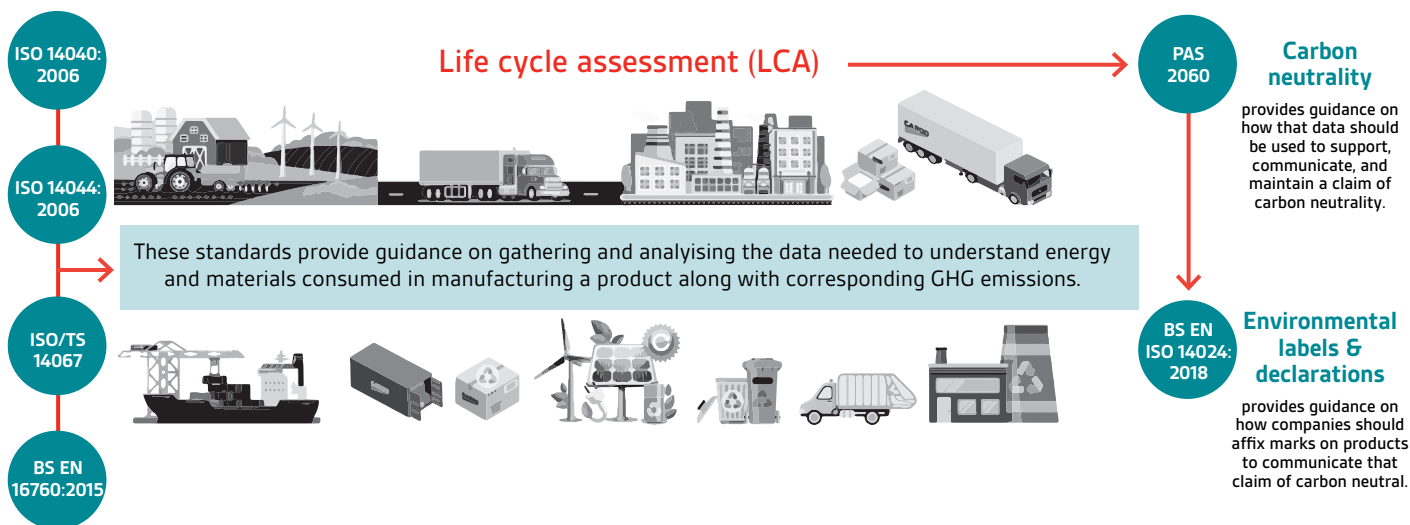 ISO 14040:
2006
ISO 14044:
2006
ISO/TS
14067
BS EN
16760:2015
Life cycle assessment (LCA)
These standards provide guidance on gathering and analysising the data needed to understand energy
and materials consumed in manufacturing a product along with corresponding GHG emissions.
PAS
2060
Carbon
neutrality
provides guidance on
how that data should
be used to support,
communicate, and
maintain a claim of
carbon neutrality.
BS EN
ISO 14024:
2018
Environmental
labels &
declarations
provides guidance on
how companies should
affix marks on products
to communicate that
claim of carbon neutral.